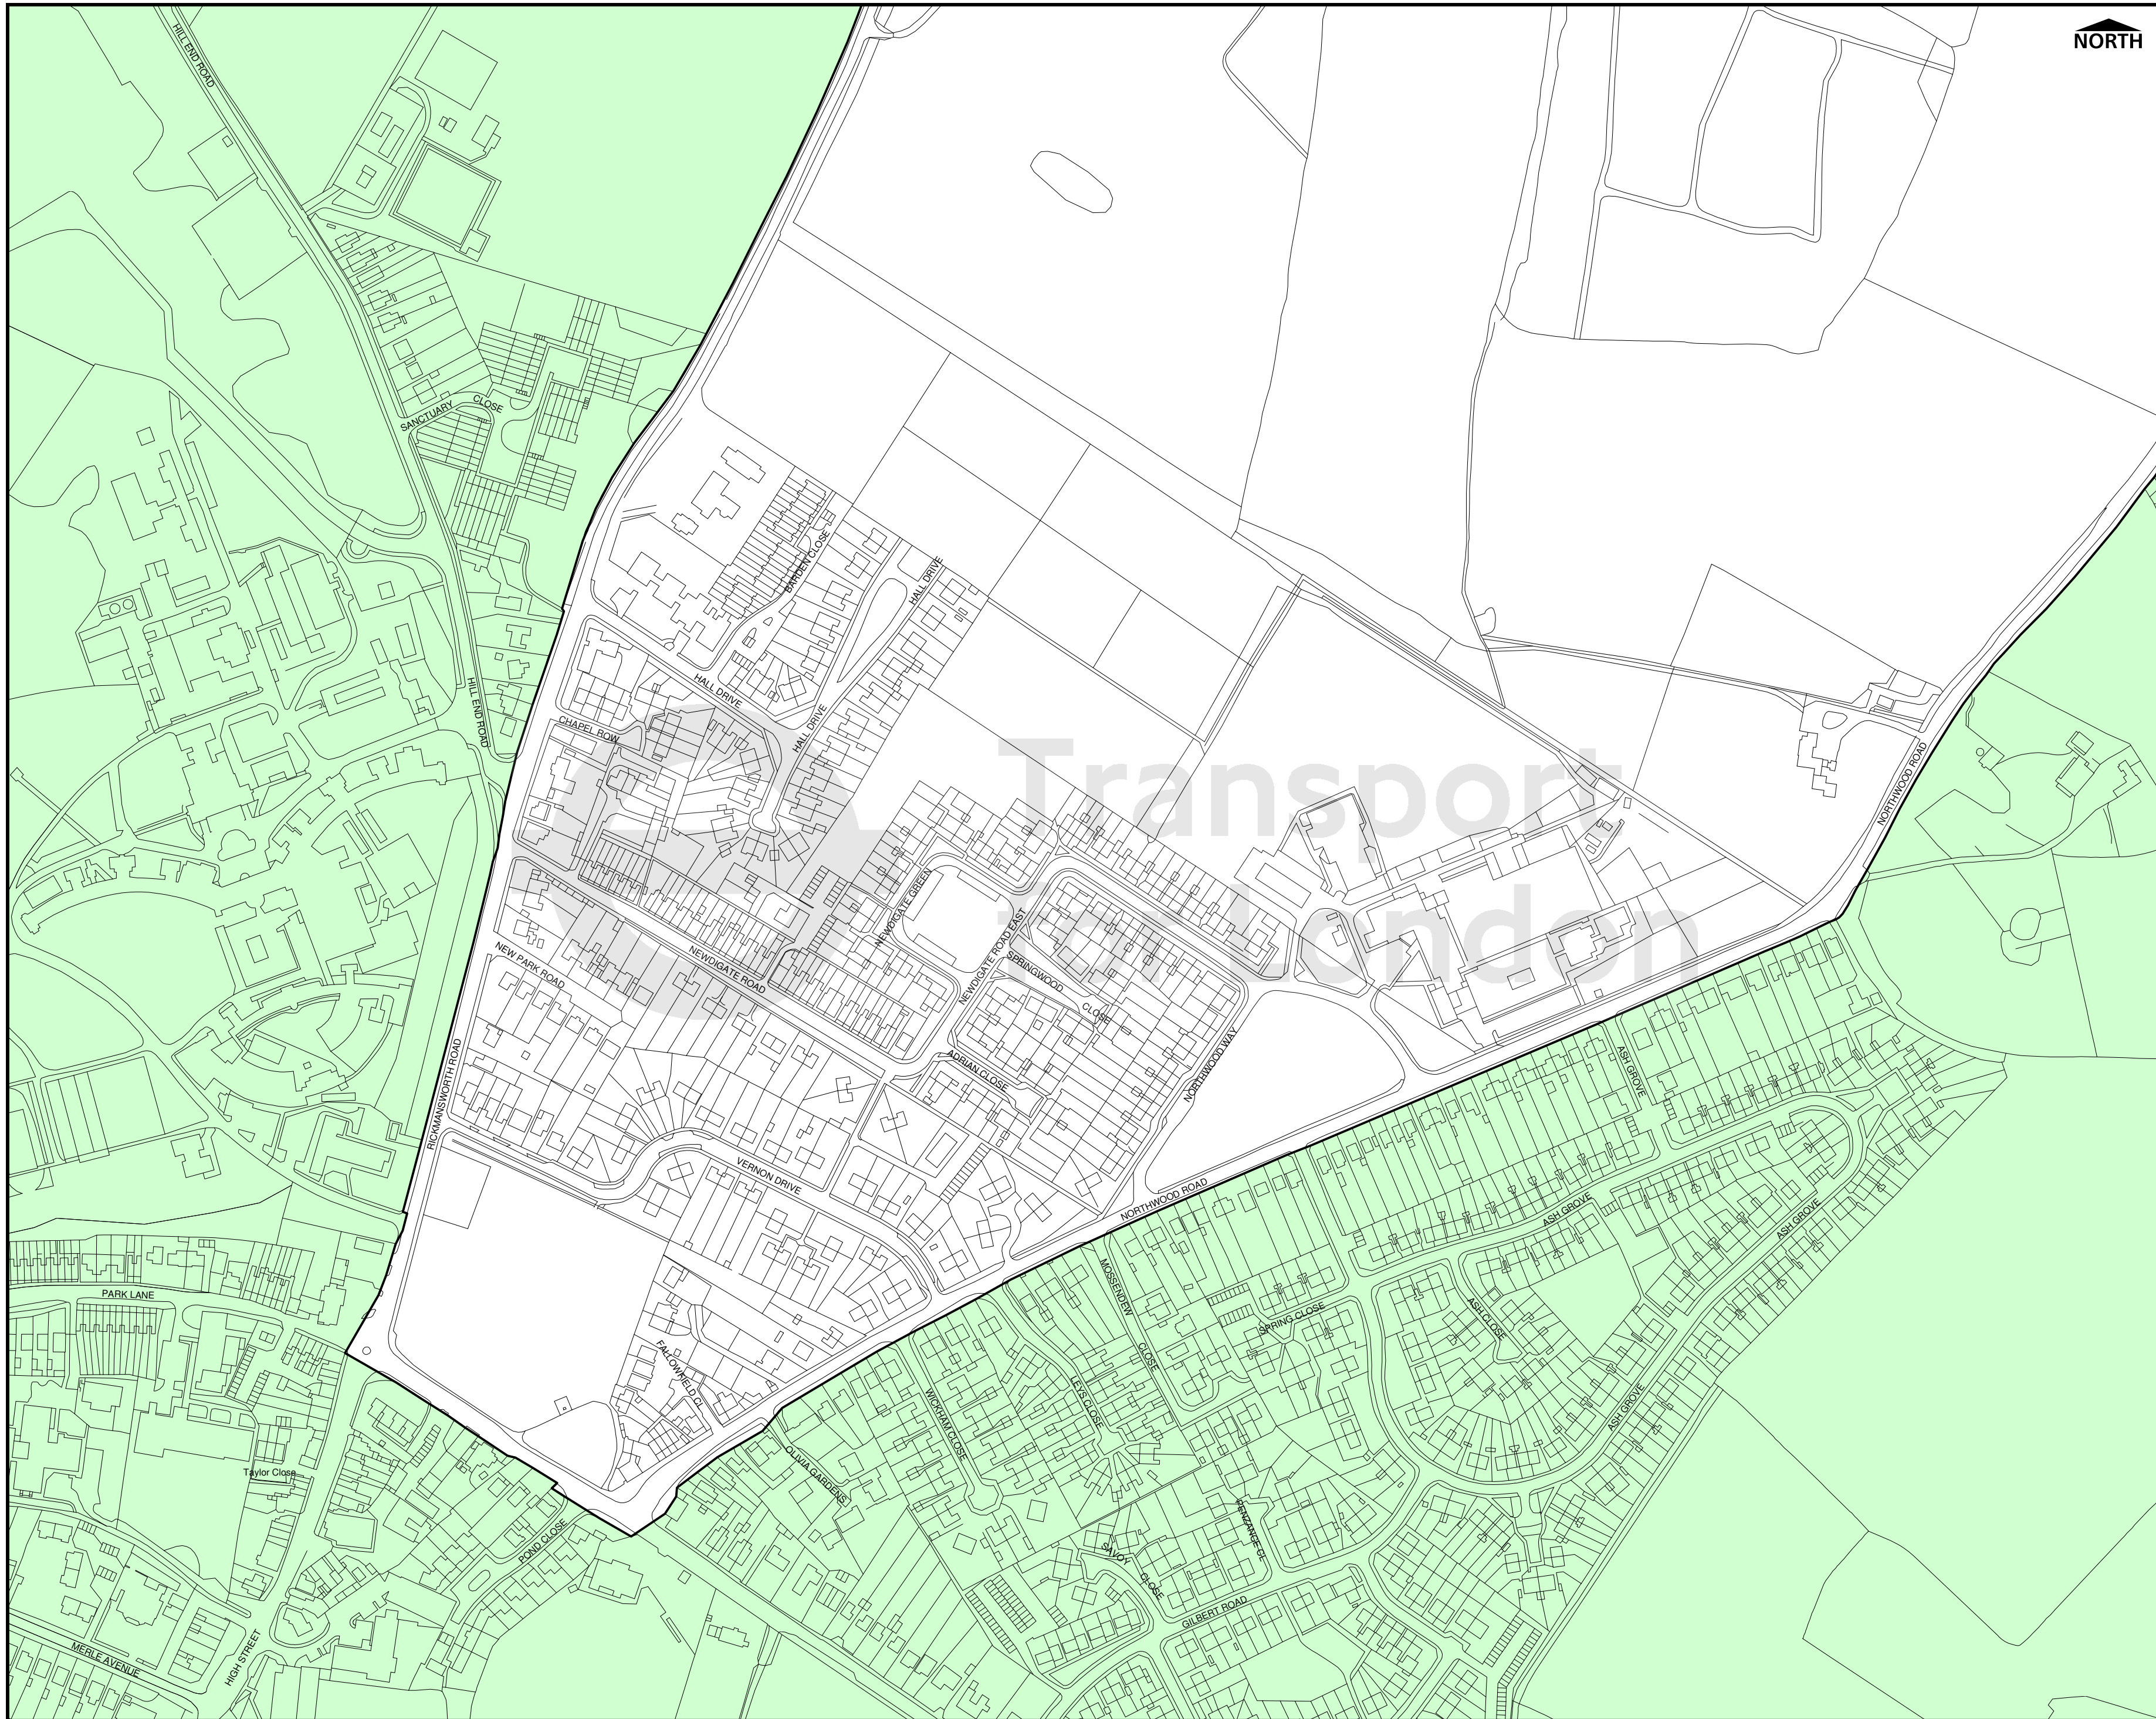 NORTH
HILL END ROAD
SANCTUARY
CLOSE
BARDEN CLOSE
HALL DRIVE
HILL END ROAD
HALL DRIVE
HALL DRIVE
CHAPEL ROW
Transport
for London
NORTHWOOD ROAD
NEWDIGATE GREEN
NEWDIGATE ROAD EAST
NEW PARK ROAD
NEWDIGATE ROAD
SPRINGWOOD
CLOSE
ADRIAN CLOSE
NORTHWOOD WAY
ASH GROVE
RICKMANSWORTH ROAD
VERNON DRIVE
NORTHWOOD ROAD
ASH GROVE
ASH GROVE
PARK LANE
MOSSENDEW
CLOSE
SPRING CLOSE
ASH CLOSE
FALLOWFIELD CL
LEYS CLOSE
WICKHAM CLOSE
ASH GROVE
Taylor Close
OLIVIA GARDENS
POND CLOSE
PENZANCE CL
SAVOY
CLOSE
GILBERT ROAD
HIGH STREET
MERLE AVENUE